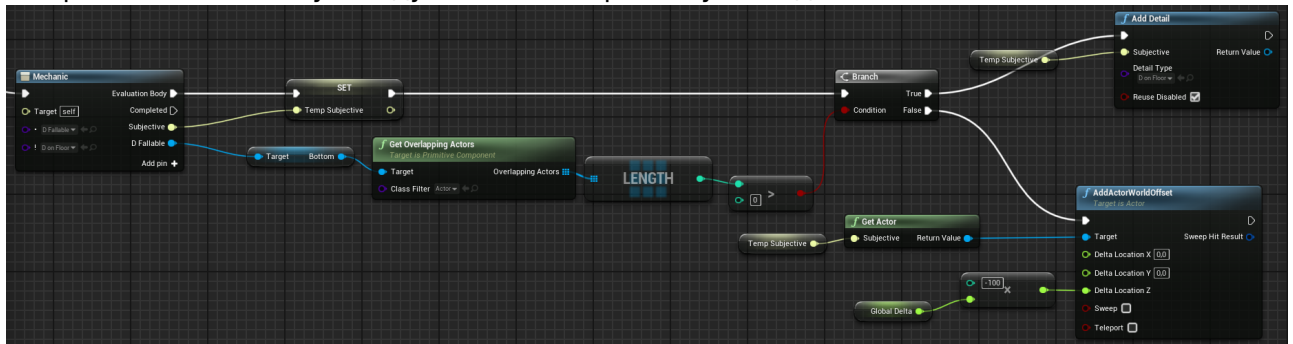 Add Detail
Subjective
Return Value
Detail Type
D on Floor
Reuse Disabled
Temp Subjective
Mechanic
Evaluation Body
Target self
Completed
Subjective
D Fallable
D Fallable
! D on Floor
Add pin +
SET
Temp Subjective
Target Bottom
Get Overlapping Actors
Target is Primitive Component
Target
Overlapping Actors
Class Filter Actor
LENGTH
0 >
Branch
True
Condition
False
Temp Subjective
Get Actor
Subjective
Return Value
Global Delta
-100 x
AddActorWorldOffset
Target is Actor
Target
Sweep Hit Result
Delta Location X 0,0
Delta Location Y 0,0
Delta Location Z
Sweep
Teleport